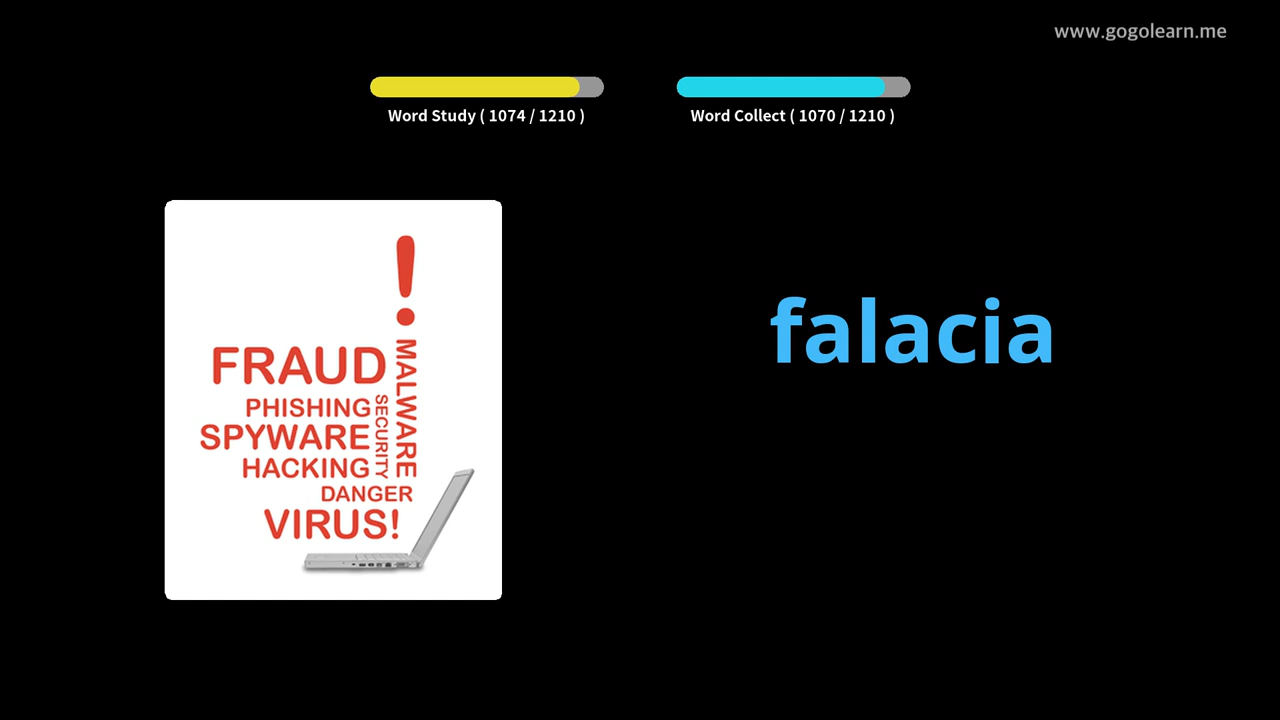 www.gogolearn.me
Word Study ( 1074 / 1210 )
Word Collect ( 1070 / 1210 )
!
FRAUD
PHISHING
SPYWARE
HACKING
DANGER
VIRUS!
SECURITY
MALWARE
falacia